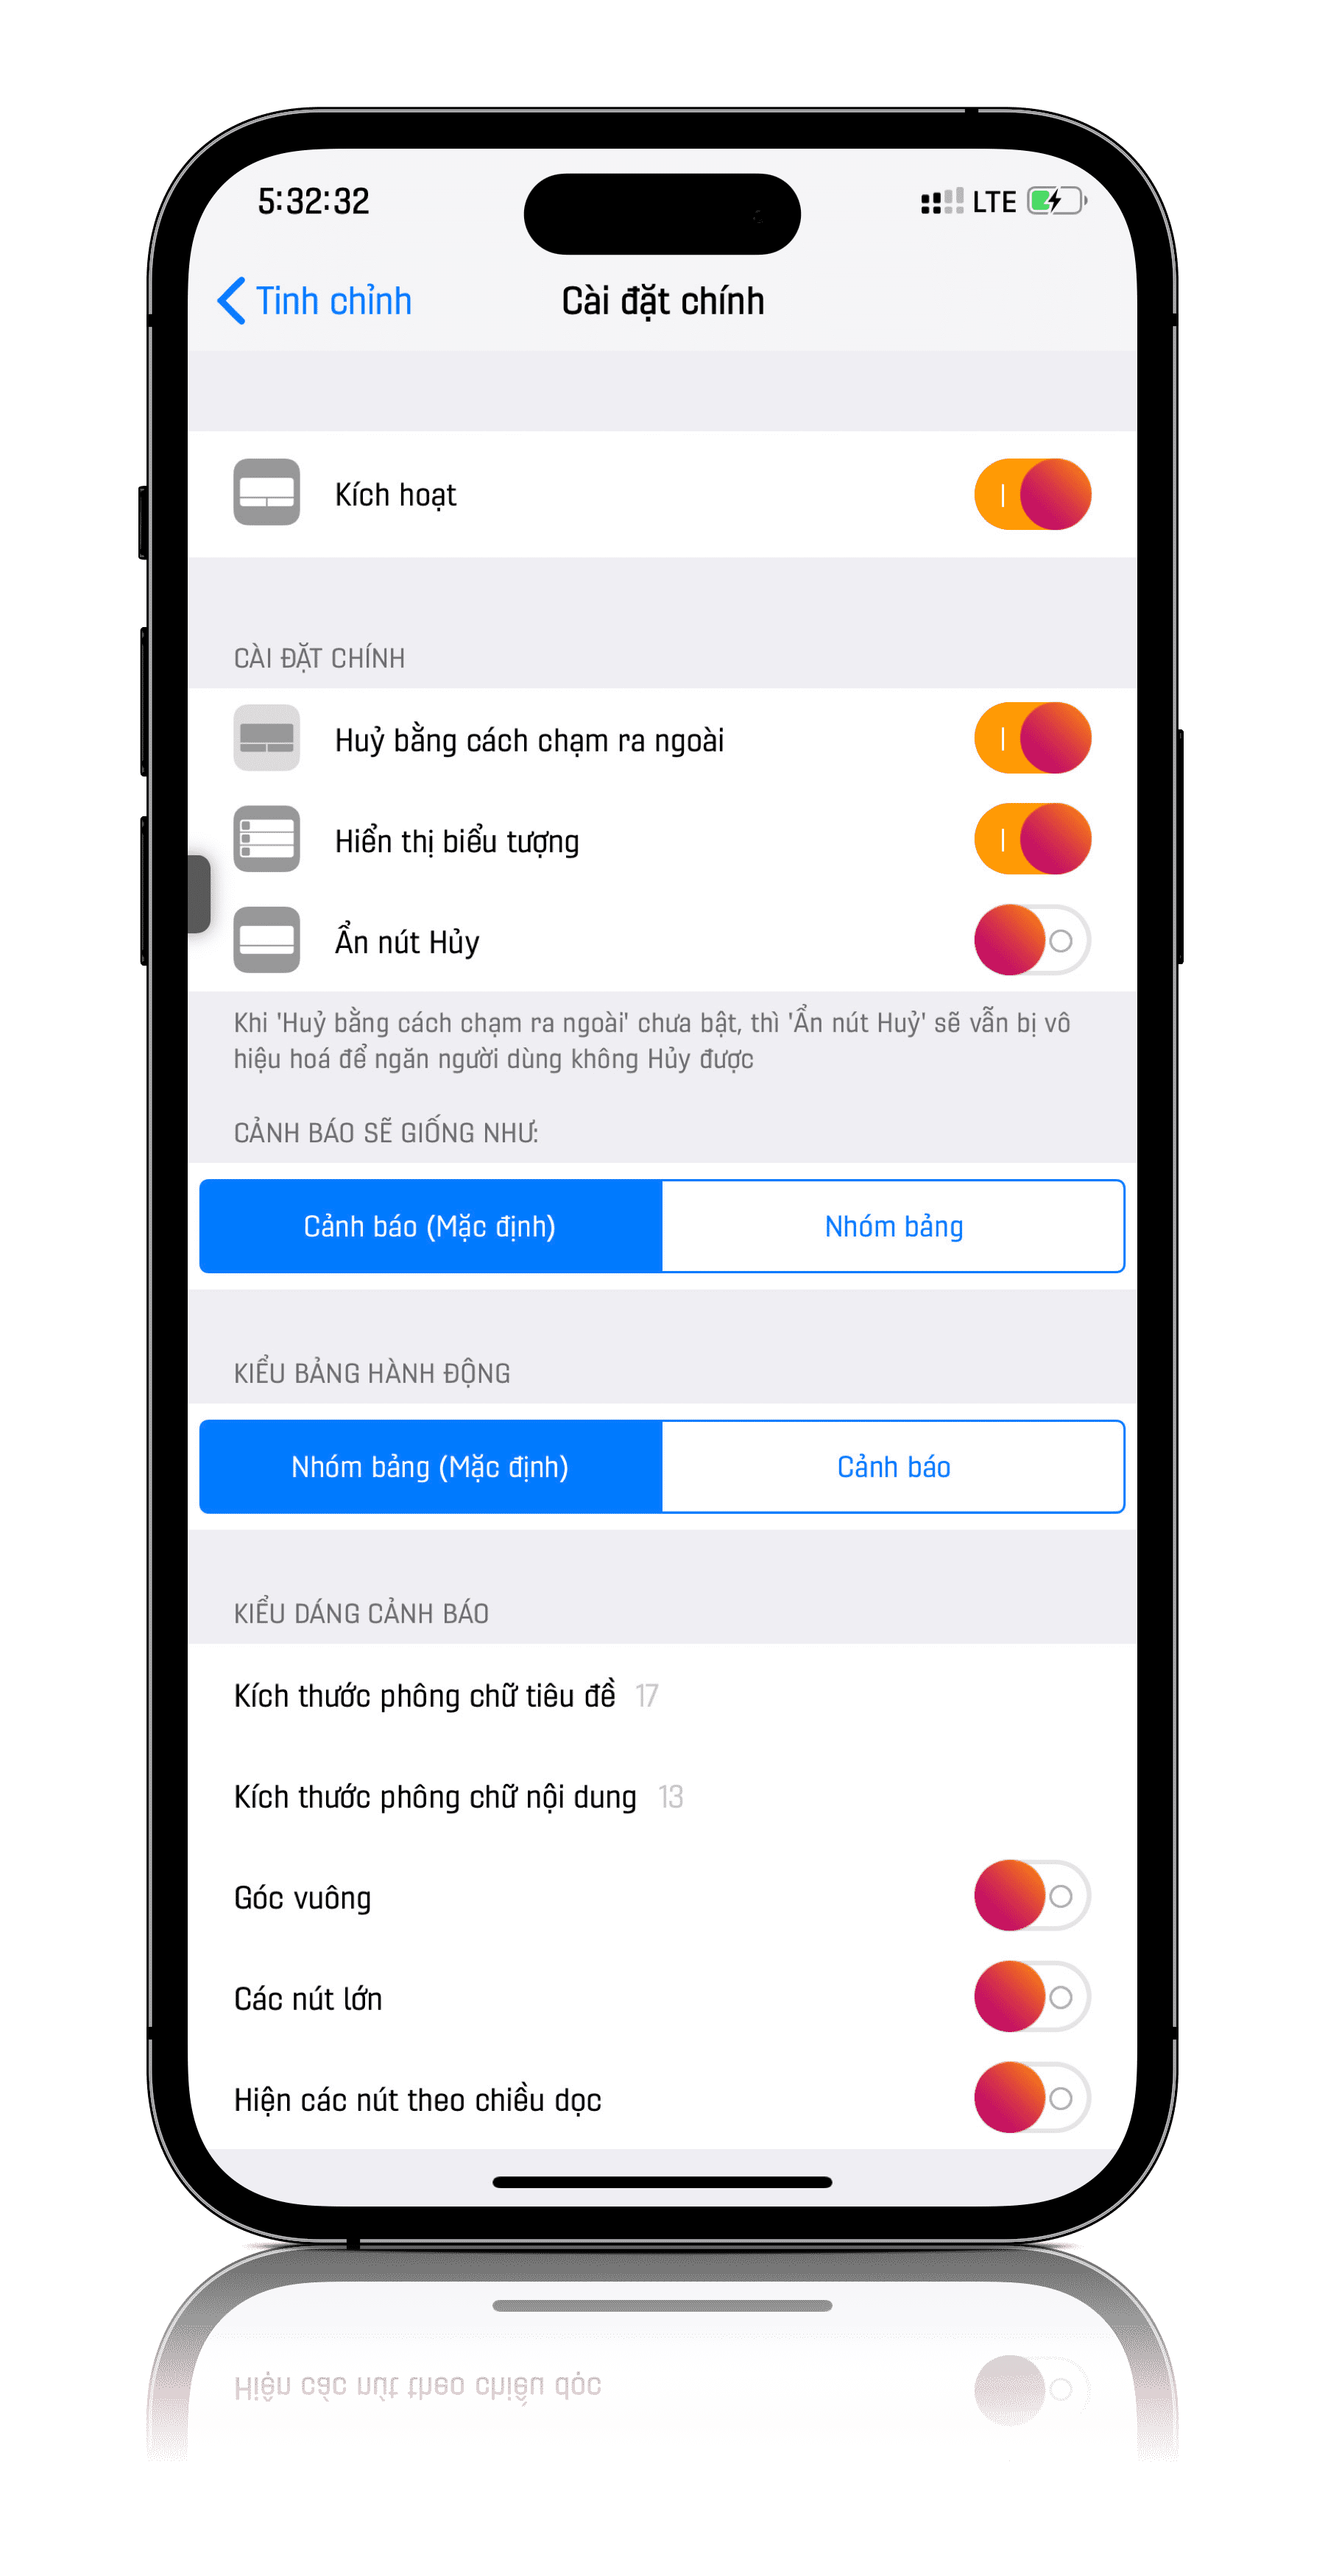 5:32:32
LTE
Tinh chỉnh
Cài đặt chính
Kích hoạt
CÀI ĐẶT CHÍNH
Huỷ bằng cách chạm ra ngoài
Hiển thị biểu tượng
Ẩn nút Hủy
Khi 'Huỷ bằng cách chạm ra ngoài' chưa bật, thì 'Ẩn nút Huỷ' sẽ vẫn bị vô
hiệu hoá để ngăn người dùng không Hủy được
CẢNH BÁO SẼ GIỐNG NHƯ:
Cảnh báo (Mặc định)
Nhóm bảng
KIỂU BẢNG HÀNH ĐỘNG
Nhóm bảng (Mặc định)
Cảnh báo
KIỂU DÁNG CẢNH BÁO
Kích thước phông chữ tiêu đề 17
Kích thước phông chữ nội dung 13
Góc vuông
Các nút lớn
Hiện các nút theo chiều dọc
Hiện các nút theo chiều dọc